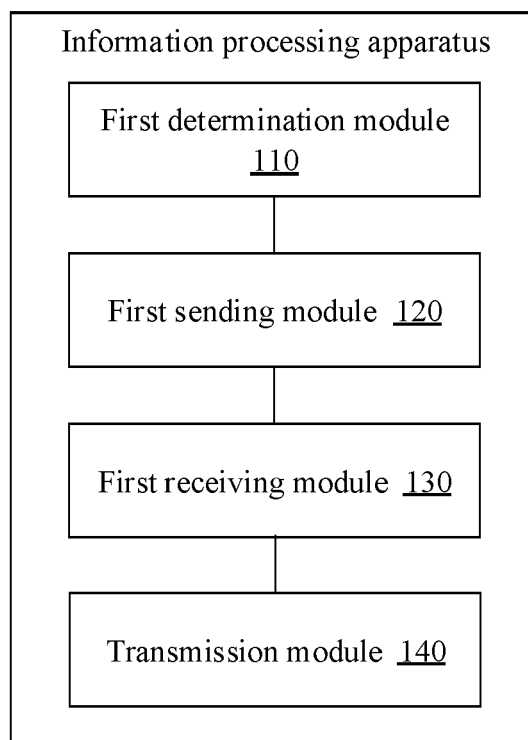 Information processing apparatus
First determination module
110
First sending module 120
First receiving module 130
Transmission module 140